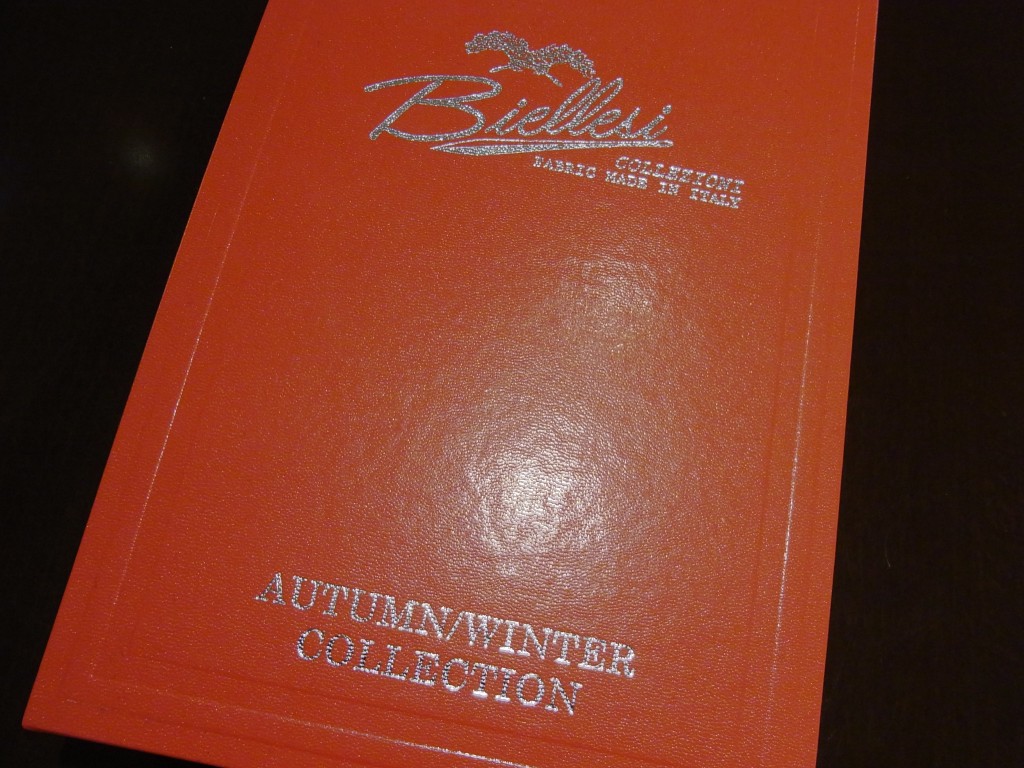 Biellesi
COLLEZIONI
FABRIC MADE IN ITALY
AUTUMN/WINTER
COLLECTION